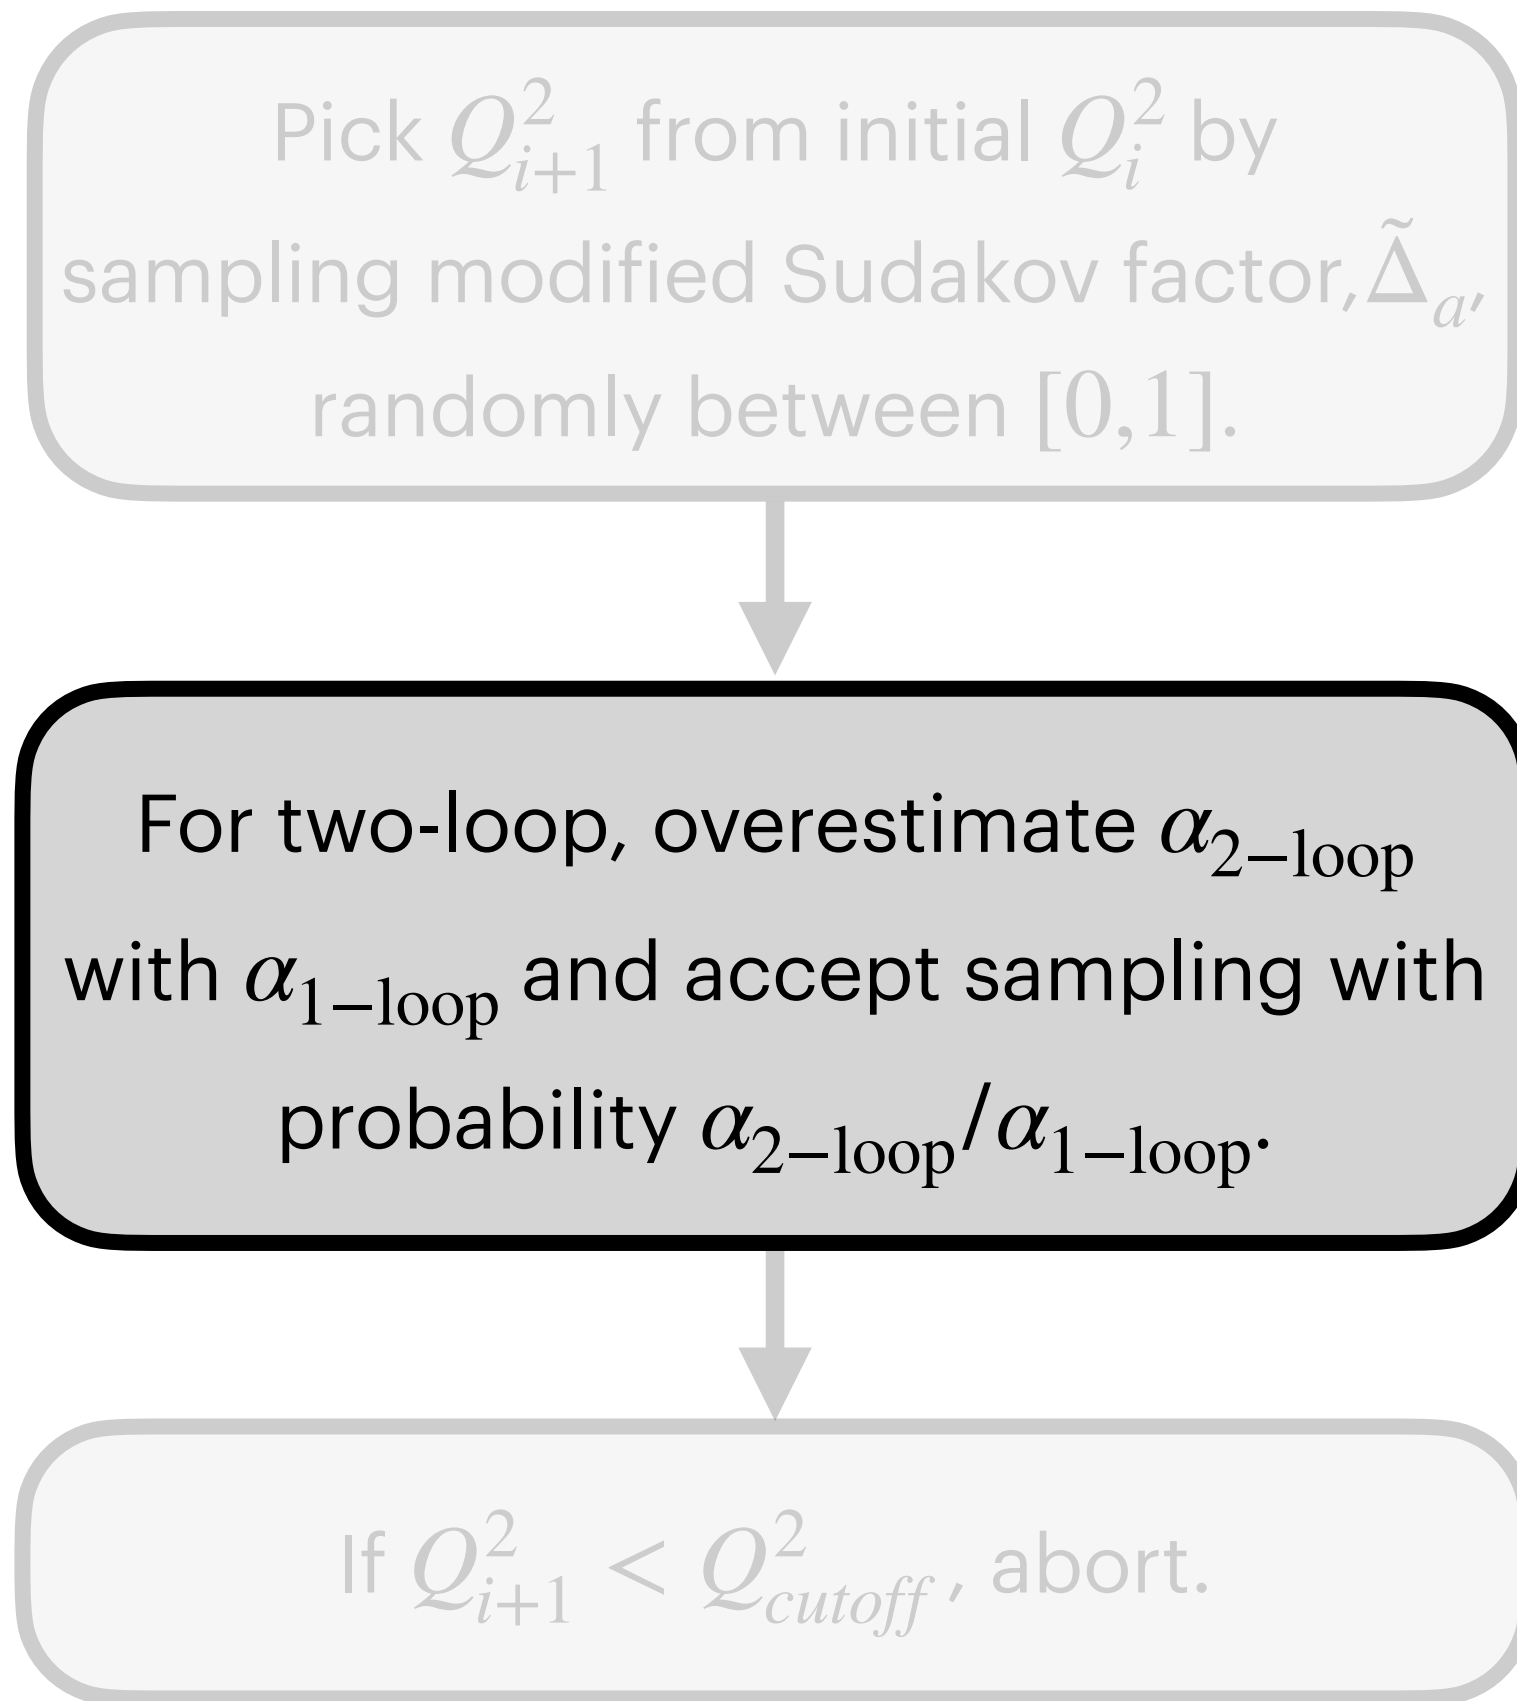 Pick $Q_{i+1}^2$ from initial $Q_i^2$ by
sampling modified Sudakov factor, $\tilde{\Delta}_{a'}$
randomly between [0,1].
For two-loop, overestimate $\alpha_{2-\text{loop}}$
with $\alpha_{1-\text{loop}}$ and accept sampling with
probability $\alpha_{2-\text{loop}}/\alpha_{1-\text{loop}}$.
If $Q_{i+1}^2 < Q_{cutoff}^2$, abort.